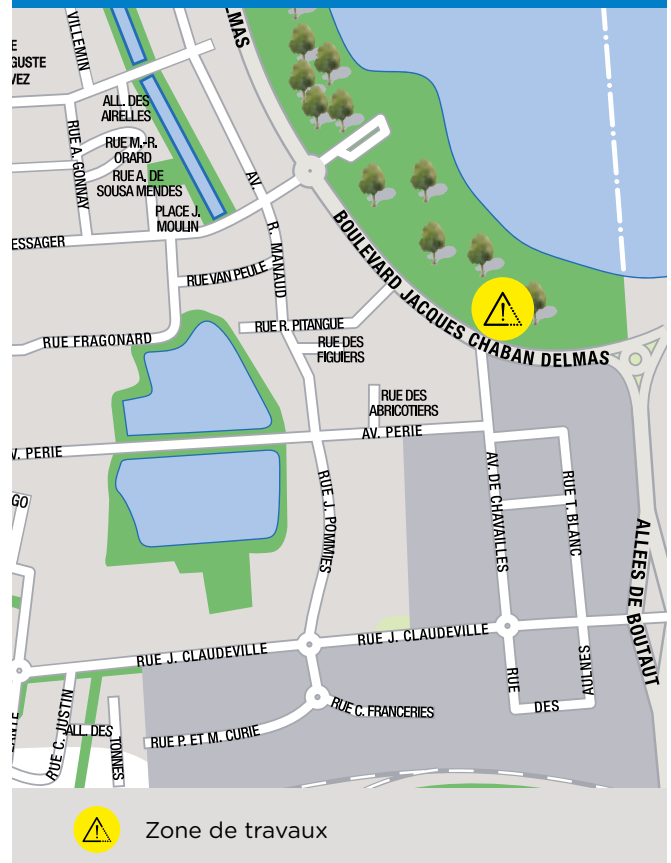 VILLEMIN
E
GUSTE
VEZ
ALL. DES
AIRELLES
RUE A. GONNAY
RUE M.-R.
ORARD
RUE A. DE
SOUSA MENDES
PLACE J.
MOULIN
ESSAGER
AV. R. MANAUD
RUE VAN PEULE
LMAS
BOULEVARD JACQUES CHABAN DELMAS
RUE R. PITANGUE
RUE DES
FIGUIERS
RUE FRAGONARD
RUE DES
ABRICOTIERS
V. PERIE
AV. PERIE
GO
RUE J. POMMIES
AV. DE CHAVAILLES
RUE T. BLANC
ALLEES DE BOUTAUT
RUE J. CLAUDEVILLE
RUE J. CLAUDEVILLE
RUE DES AULNES
RUE C. JUSTIN
ALL. DES TONNES
RUE P. ET M. CURIE
RUE C. FRANCERIES
Zone de travaux